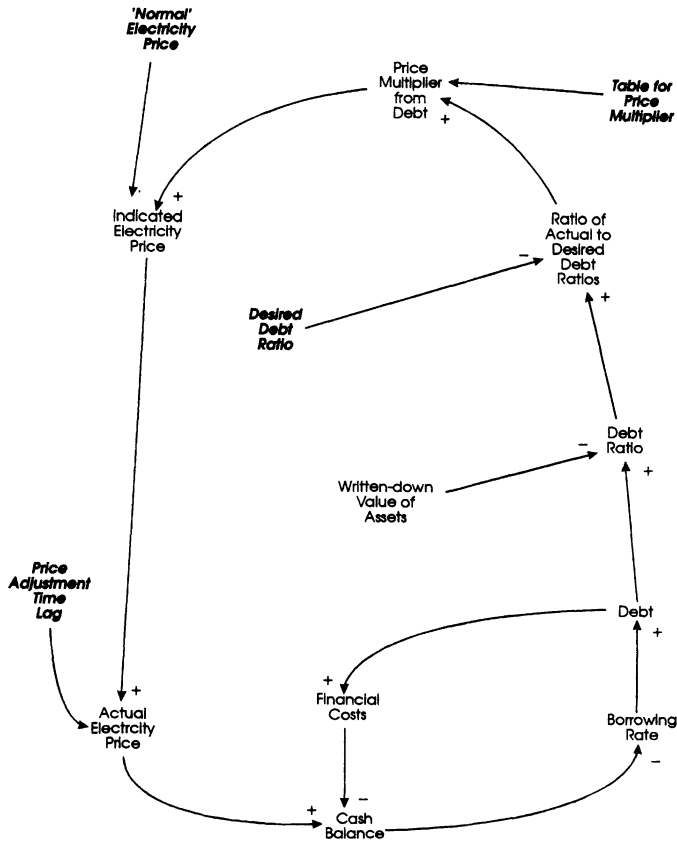 'Normal'
Electricity
Price
Price
Multiplier
from
Debt
+
Table for
Price
Multiplier
+
Indicated
Electricity
Price
Ratio of
Actual to
Desired
Debt
Ratios
−
+
Desired
Debt
Ratio
Debt
Ratio
−
+
Written-down
Value of
Assets
Price
Adjustment
Time
Lag
Debt
+
+
Financial
Costs
+
Actual
Electrcity
Price
Borrowing
Rate
−
+
−
Cash
Balance